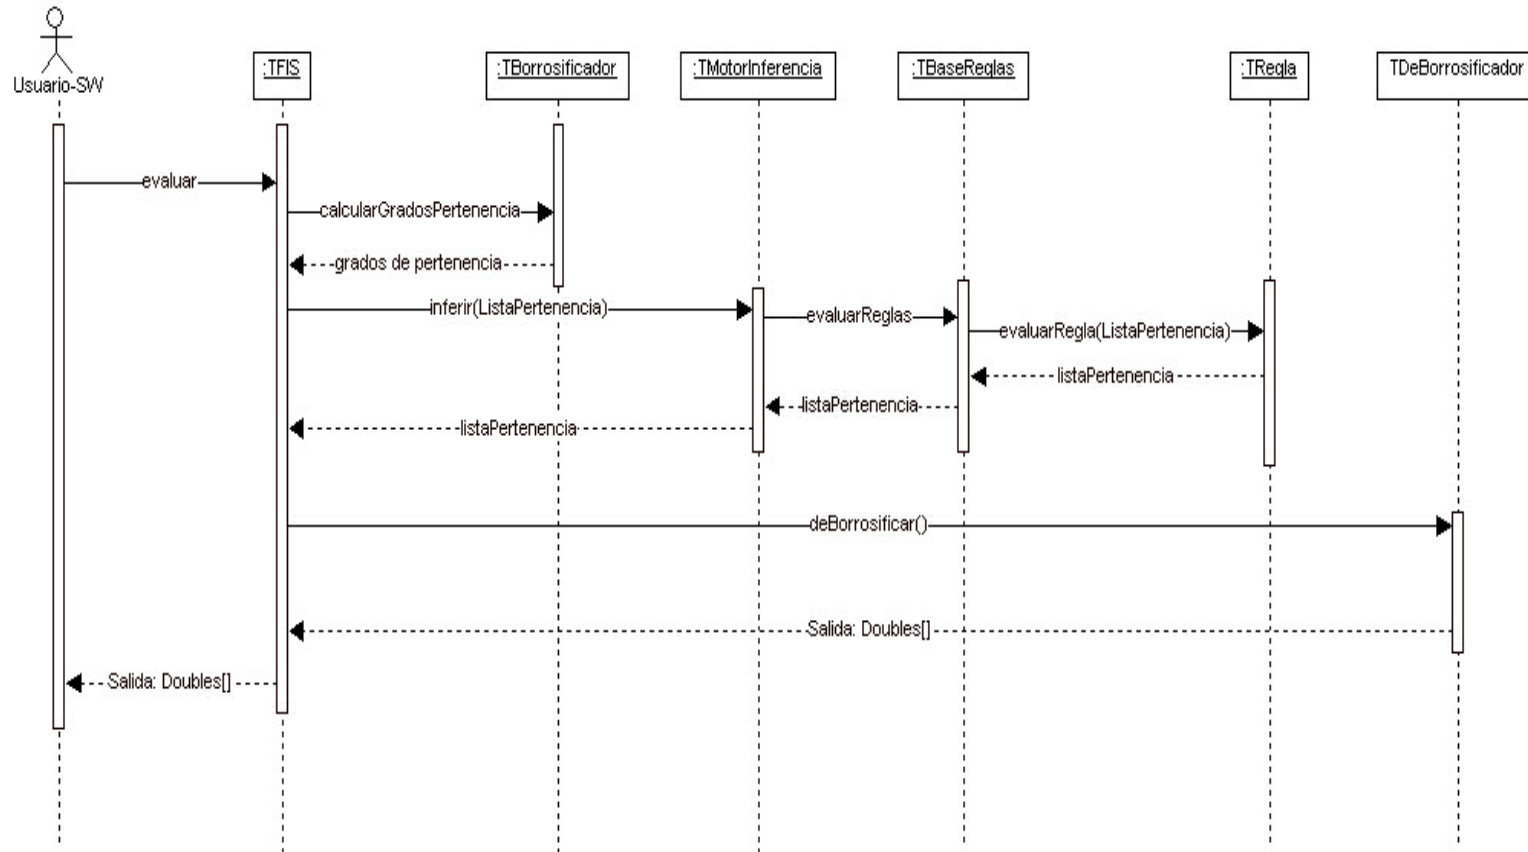 Usuario-SW
:TFIS
:TBorrosificador
:TMotorInferencia
:TBaseReglas
:TRegla
TDeBorrosificador
evaluar
calcularGradosPertenencia
grados de pertenencia
inferir(ListaPertenencia)
evaluarReglas
evaluarRegla(ListaPertenencia)
listaPertenencia
listaPertenencia
listaPertenencia
deBorrosificar()
Salida: Doubles[]
Salida: Doubles[]